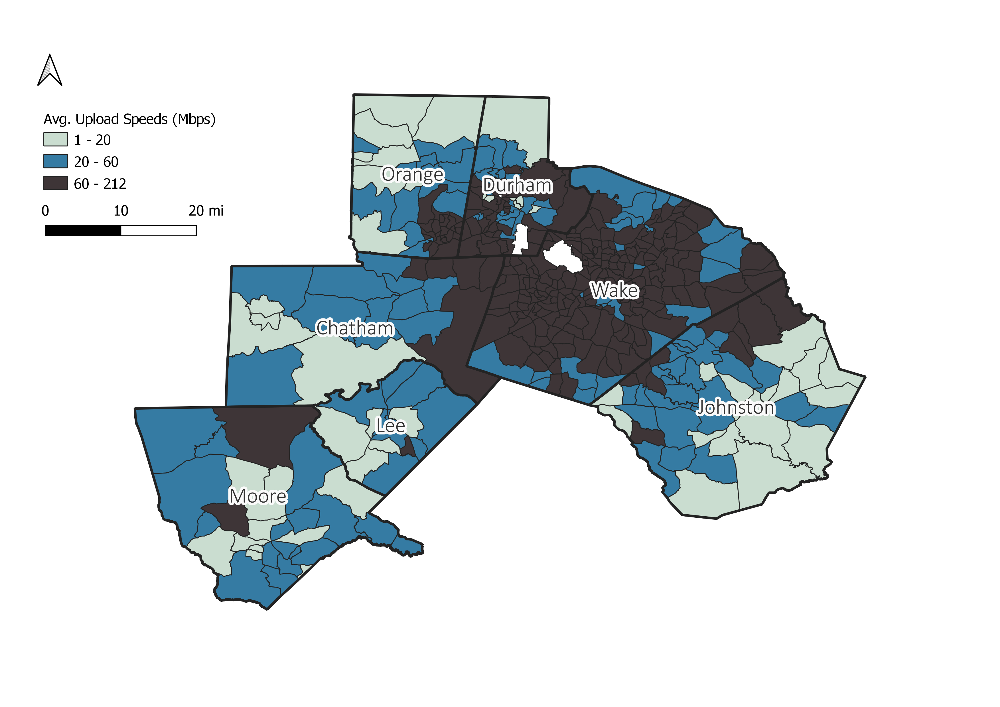 Avg. Upload Speeds (Mbps)
1 - 20
20 - 60
60 - 212
0 10 20 mi
Orange
Durham
Wake
Chatham
Johnston
Lee
Moore